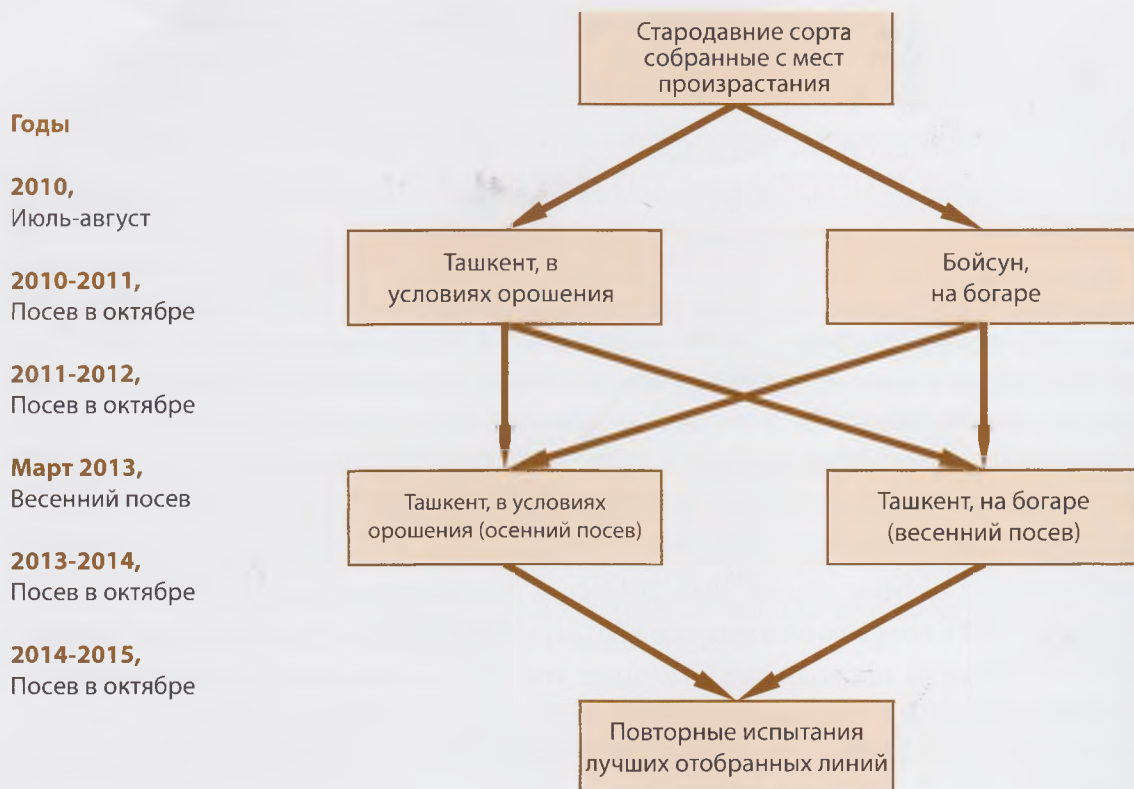 Стародавние сорта
собранные с мест
произрастания
Годы
2010,
Июль-август
2010-2011,
Посев в октябре
2011-2012,
Посев в октябре
Март 2013,
Весенний посев
2013-2014,
Посев в октябре
2014-2015,
Посев в октябре
Ташкент, в
условиях орошения
Бойсун,
на богаре
Ташкент, в условиях
орошения (осенний посев)
Ташкент, на богаре
(весенний посев)
Повторные испытания
лучших отобранных линий